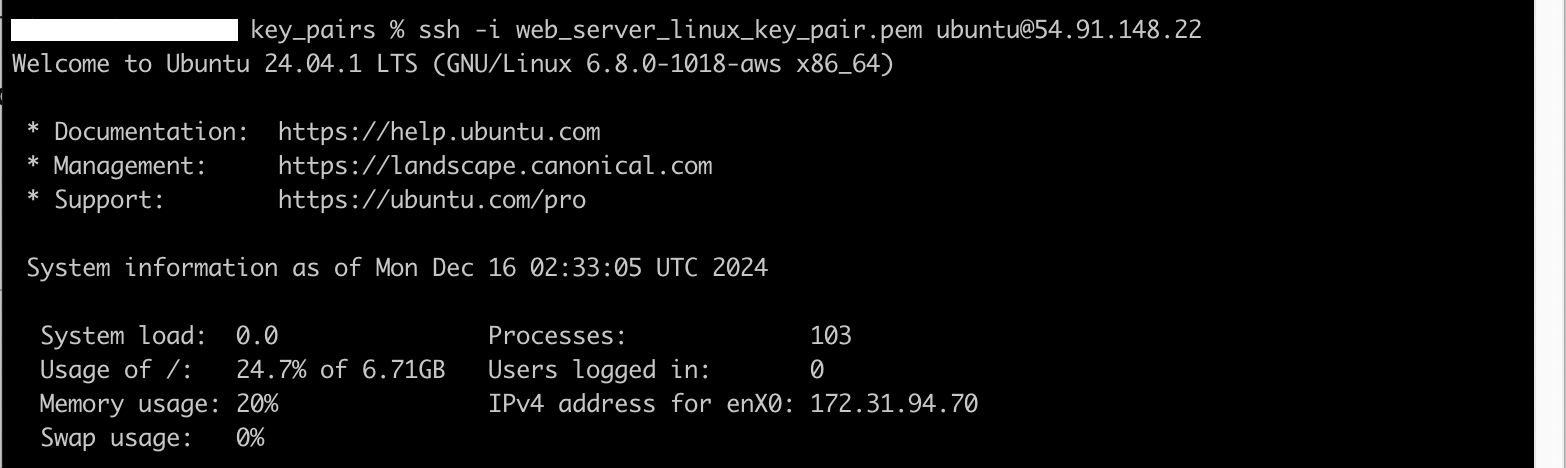 key_pairs % ssh -i web_server_linux_key_pair.pem ubuntu@54.91.148.22
Welcome to Ubuntu 24.04.1 LTS (GNU/Linux 6.8.0-1018-aws x86_64)
* Documentation: https://help.ubuntu.com
* Management: https://landscape.canonical.com
* Support: https://ubuntu.com/pro
System information as of Mon Dec 16 02:33:05 UTC 2024
System load: 0.0 Processes: 103
Usage of /: 24.7% of 6.71GB Users logged in: 0
Memory usage: 20% IPv4 address for enX0: 172.31.94.70
Swap usage: 0%